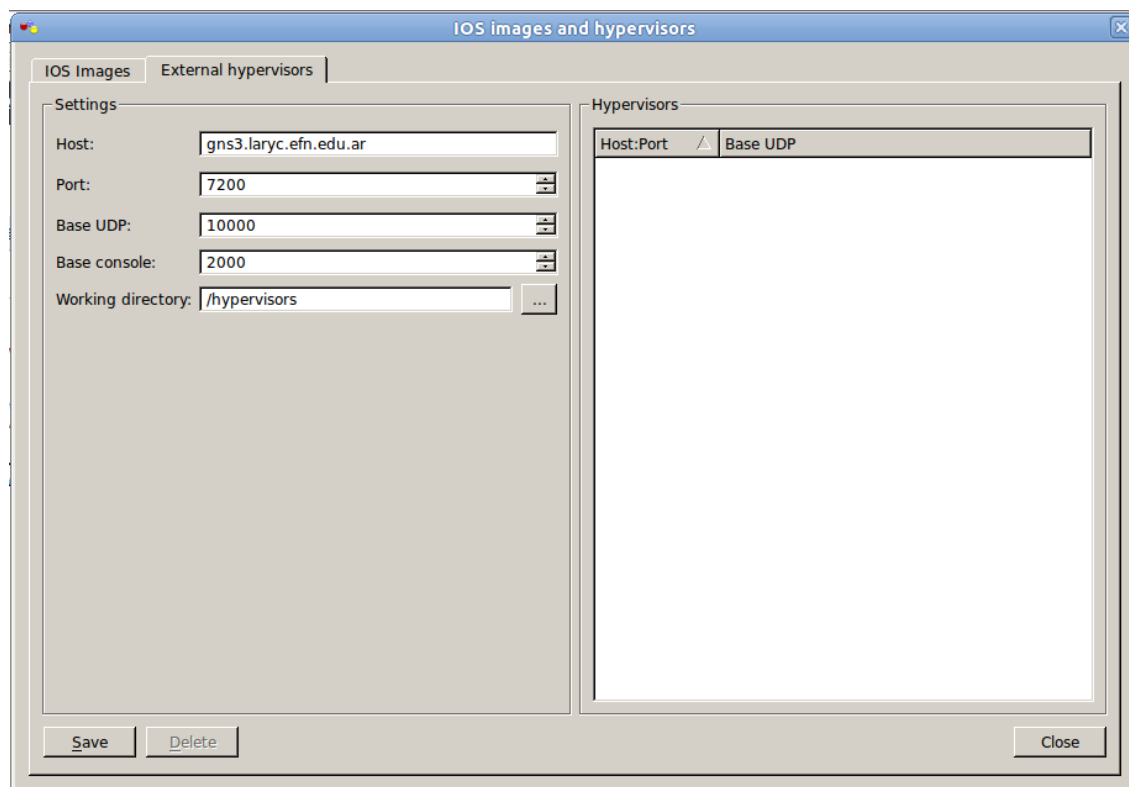 IOS images and hypervisors
IOS Images External hypervisors
Settings
Host: gns3.laryc.efn.edu.ar
Port: 7200
Base UDP: 10000
Base console: 2000
Working directory: /hypervisors ...
Hypervisors
Host:Port Base UDP
Save Delete Close